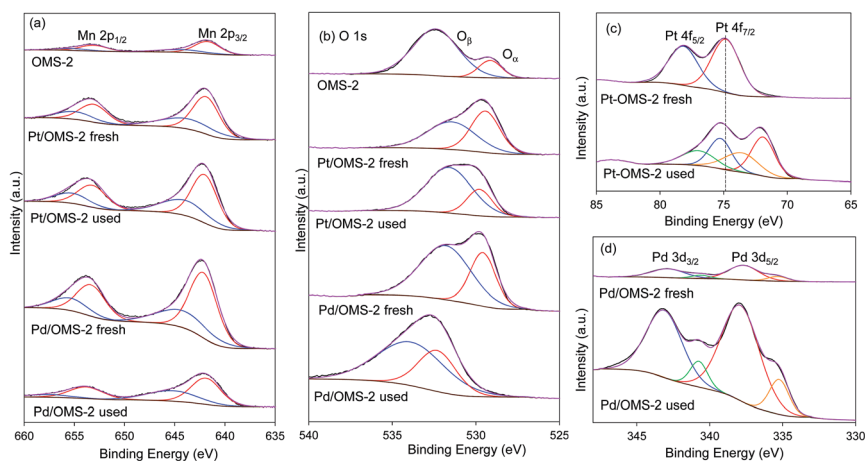 (a)
Mn 2p1/2
Mn 2p3/2
OMS-2
Pt/OMS-2 fresh
Pt/OMS-2 used
Pd/OMS-2 fresh
Pd/OMS-2 used
Intensity (a.u.)
660 655 650 645 640 635
Binding Energy (eV)
(b) O 1s
Oβ
Oα
OMS-2
Pt/OMS-2 fresh
Pt/OMS-2 used
Pd/OMS-2 fresh
Pd/OMS-2 used
Intensity (a.u.)
540 535 530 525
Binding Energy (eV)
(c)
Pt 4f5/2
Pt 4f7/2
Pt-OMS-2 fresh
Pt-OMS-2 used
Intensity (a.u.)
85 80 75 70 65
Binding Energy (eV)
(d)
Pd 3d3/2
Pd 3d5/2
Pd/OMS-2 fresh
Pd/OMS-2 used
Intensity (a.u.)
345 340 335 330
Binding Energy (eV)